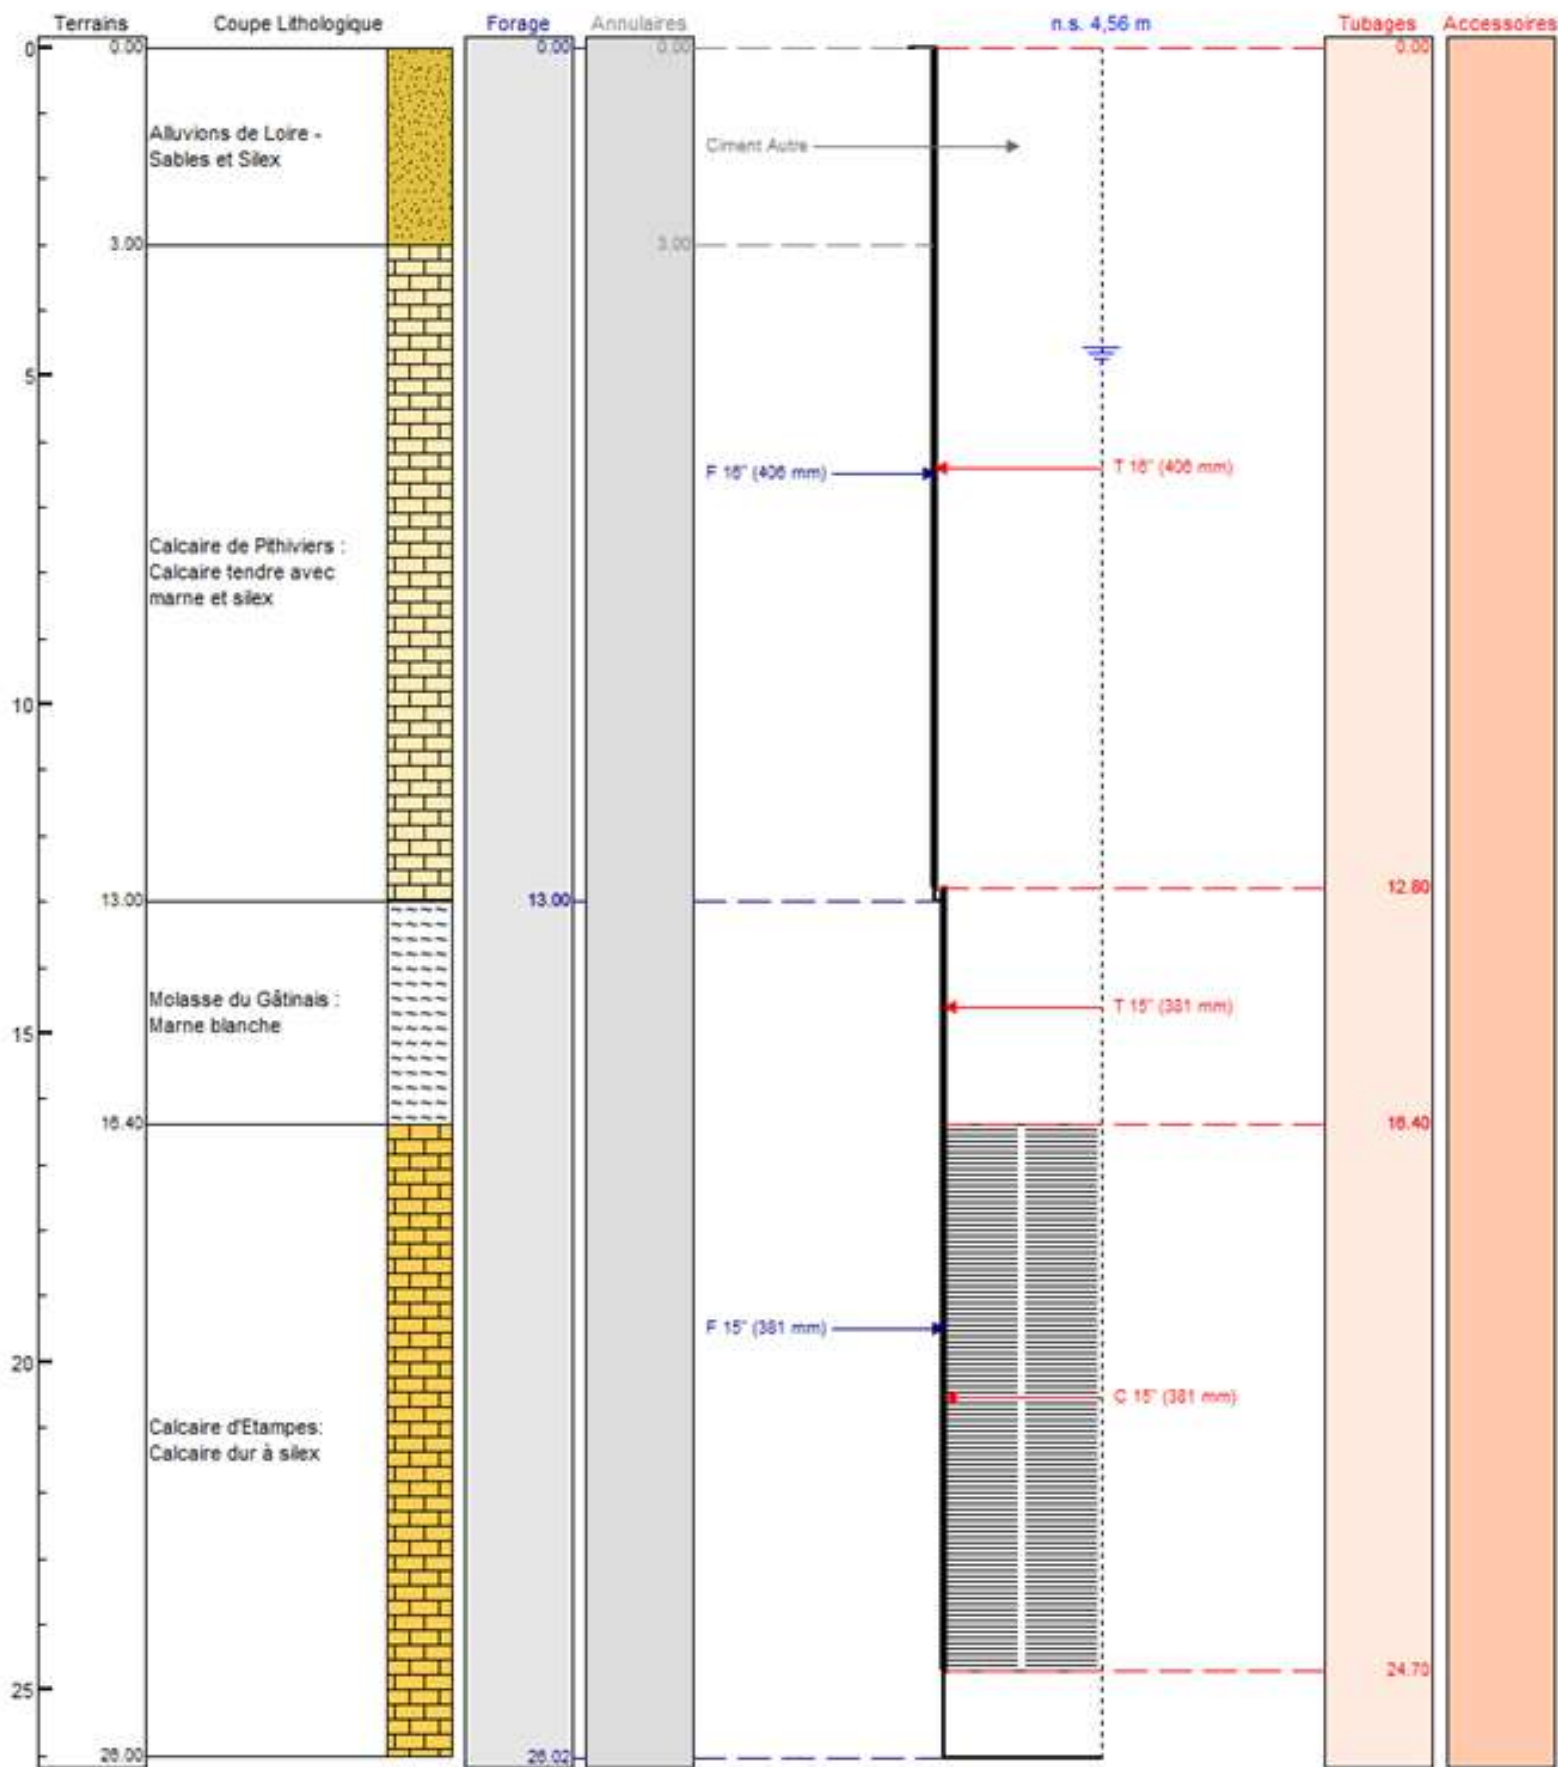 Terrains Coupe Lithologique Forage Annulaires n.s. 4,56 m Tubages Accessoires
0 0.00 0.00 0.00 0.00
Alluvions de Loire -
Sables et Silex
Ciment Autre
3.00 3.00
5
F 16" (406 mm) T 16" (406 mm)
Calcaire de Pithiviers :
Calcaire tendre avec
marne et silex
10
12.80
13.00 13.00
Molasse du Gâtinais :
Marne blanche
T 15" (381 mm)
15
16.40 16.40
F 15" (381 mm)
20
C 15" (381 mm)
Calcaire d'Etampes:
Calcaire dur à silex
24.70
25
26.00 26.02